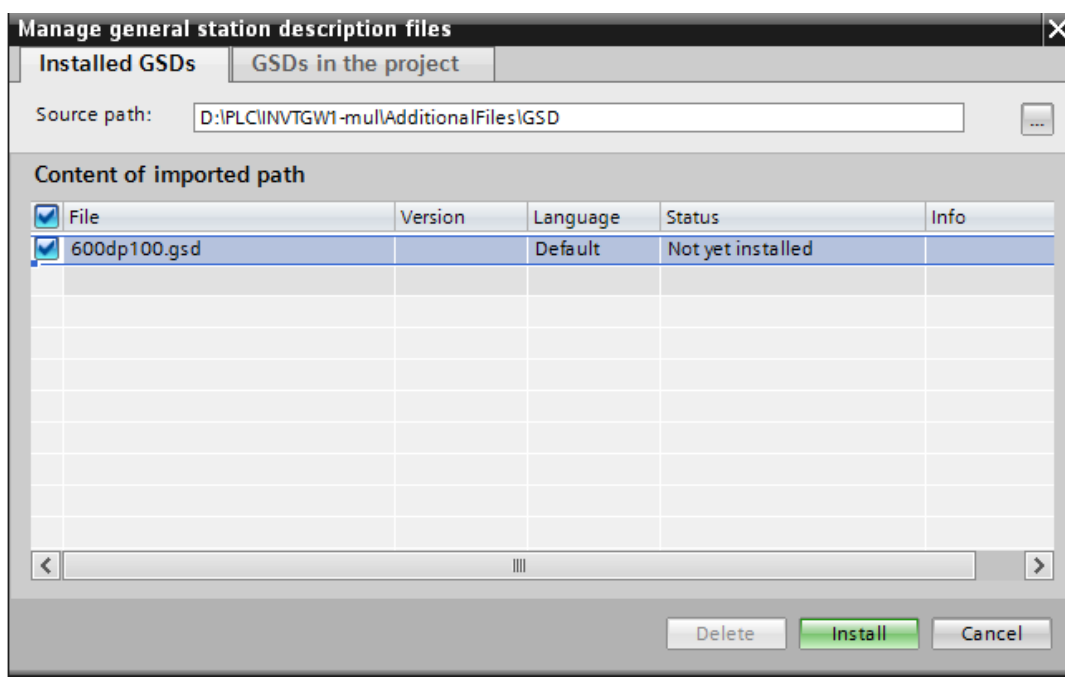 Manage general station description files
Installed GSDs GSDs in the project
Source path: D:\PLC\INVTGW1-mul\AdditionalFiles\GSD ...
Content of imported path
File Version Language Status Info
600dp100.gsd Default Not yet installed
Delete Install Cancel